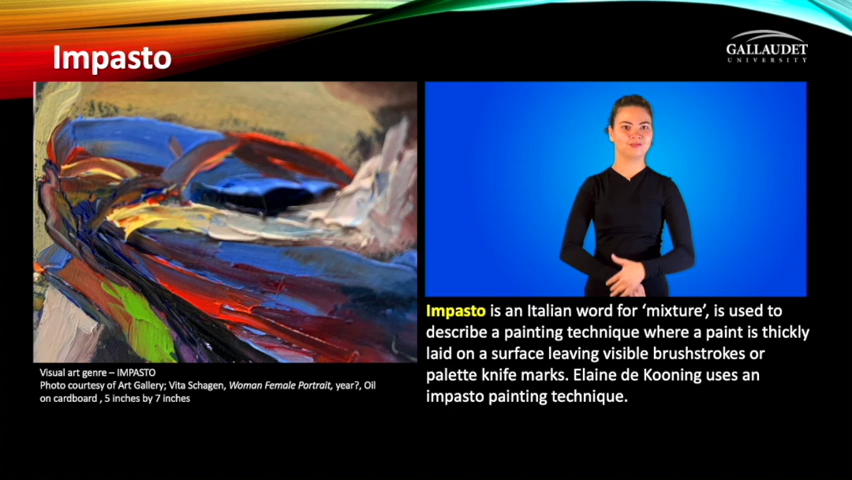 Impasto
GALLAUDET
UNIVERSITY
Impasto is an Italian word for ‘mixture’, is used to
describe a painting technique where a paint is thickly
laid on a surface leaving visible brushstrokes or
palette knife marks. Elaine de Kooning uses an
impasto painting technique.
Visual art genre – IMPASTO
Photo courtesy of Art Gallery; Vita Schagen, Woman Female Portrait, year?, Oil
on cardboard , 5 inches by 7 inches